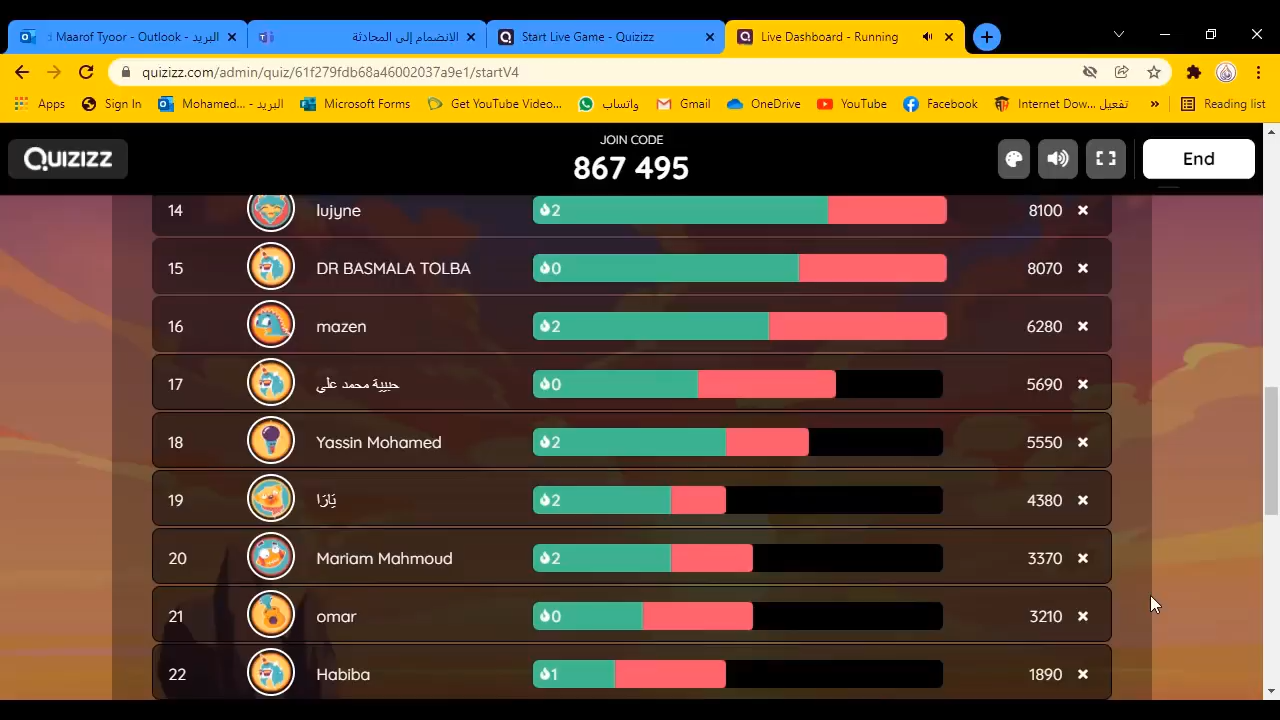 Maarof Tyoor - Outlook - البريد
الانضمام إلى المحادثة
Start Live Game - Quizizz
Live Dashboard - Running
quizizz.com/admin/quiz/61f279fdb68a46002037a9e1/startV4
Apps
Sign In
Mohamed... - البريد
Microsoft Forms
Get YouTube Video...
واتساب
Gmail
OneDrive
YouTube
Facebook
Internet Dow... تفعيل
»
Reading list
QUIZIZZ
JOIN CODE
867 495
End
14 lujyne 2 8100
15 DR BASMALA TOLBA 0 8070
16 mazen 2 6280
17 حبيبة محمد علي 0 5690
18 Yassin Mohamed 2 5550
19 2 4380
20 Mariam Mahmoud 2 3370
21 omar 0 3210
22 Habiba 1 1890